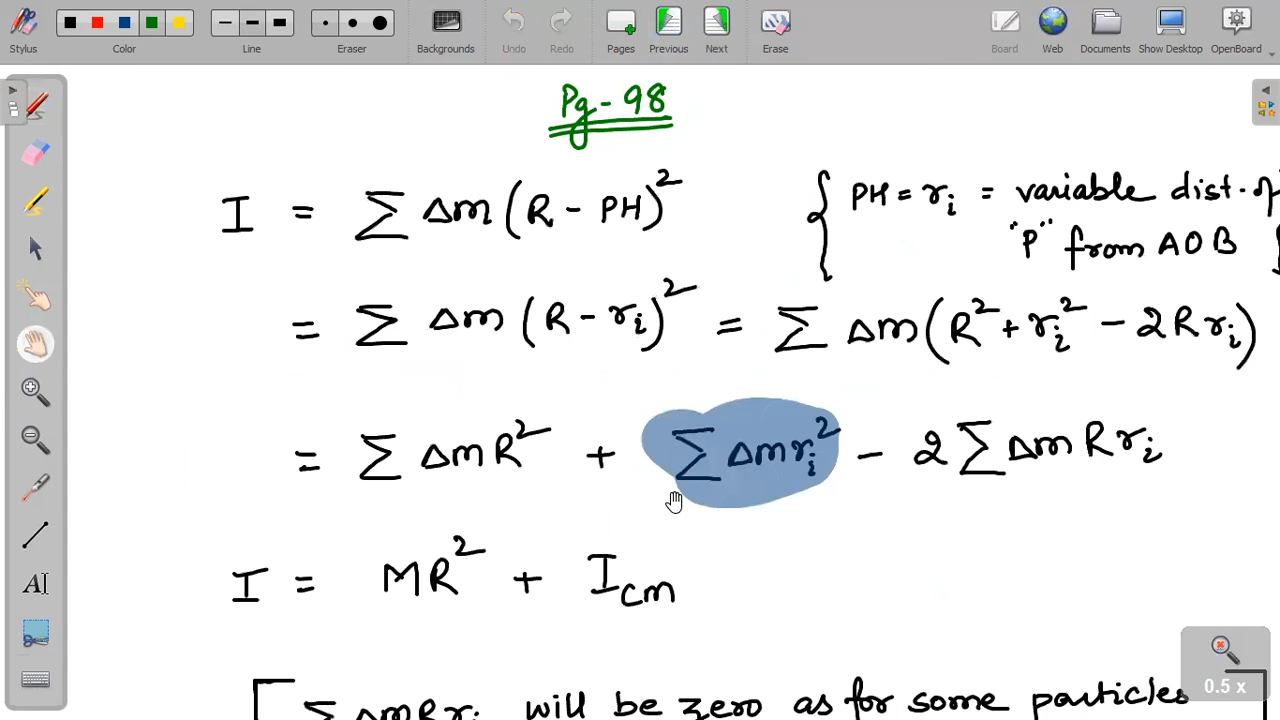 Stylus
Color
Line
Eraser
Backgrounds
Undo
Redo
Pages
Previous
Next
Erase
Board
Web
Documents
Show Desktop
OpenBoard
Pg - 98
I = ∑ Δm (R - PH)²
{ PH = rᵢ = variable dist. of
"P" from AOB }
= ∑ Δm (R - rᵢ)² = ∑ Δm (R² + rᵢ² - 2Rrᵢ)
= ∑ ΔmR² + ∑ Δmrᵢ² - 2 ∑ ΔmRrᵢ
I = MR² + Icm
[ ∑ ΔmRrᵢ will be zero as for some particles
0.5 x